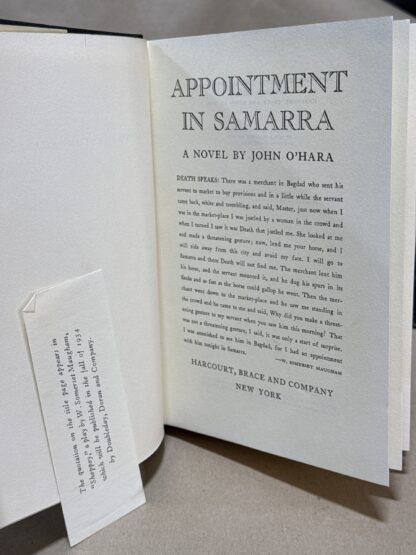 APPOINTMENT
IN SAMARRA
A NOVEL BY JOHN O'HARA
DEATH SPEAKS: There was a merchant in Bagdad who sent his
servant to market to buy provisions and in a little while the servant
came back, white and trembling, and said, Master, just now when I
was in the market-place I was jostled by a woman in the crowd and
when I turned I saw it was Death that jostled me. She looked at me
and made a threatening gesture; now, lend me your horse, and I
will ride away from this city and avoid my fate. I will go to
Samarra and there Death will not find me. The merchant lent him
his horse, and the servant mounted it, and he dug his spurs in its
flanks and as fast as the horse could gallop he went. Then the mer-
chant went down to the market-place and he saw me standing in
the crowd and he came to me and said, Why did you make a threat-
ening gesture to my servant when you saw him this morning? That
was not a threatening gesture, I said, it was only a start of surprise.
I was astonished to see him in Bagdad, for I had an appointment
with him tonight in Samarra.
—W. SOMERSET MAUGHAM
HARCOURT, BRACE AND COMPANY
NEW YORK
The quotation on the title page appears in
"Sheppey," a play by W. Somerset Maugham,
which will be published in the fall of 1934
by Doubleday, Doran and Company.